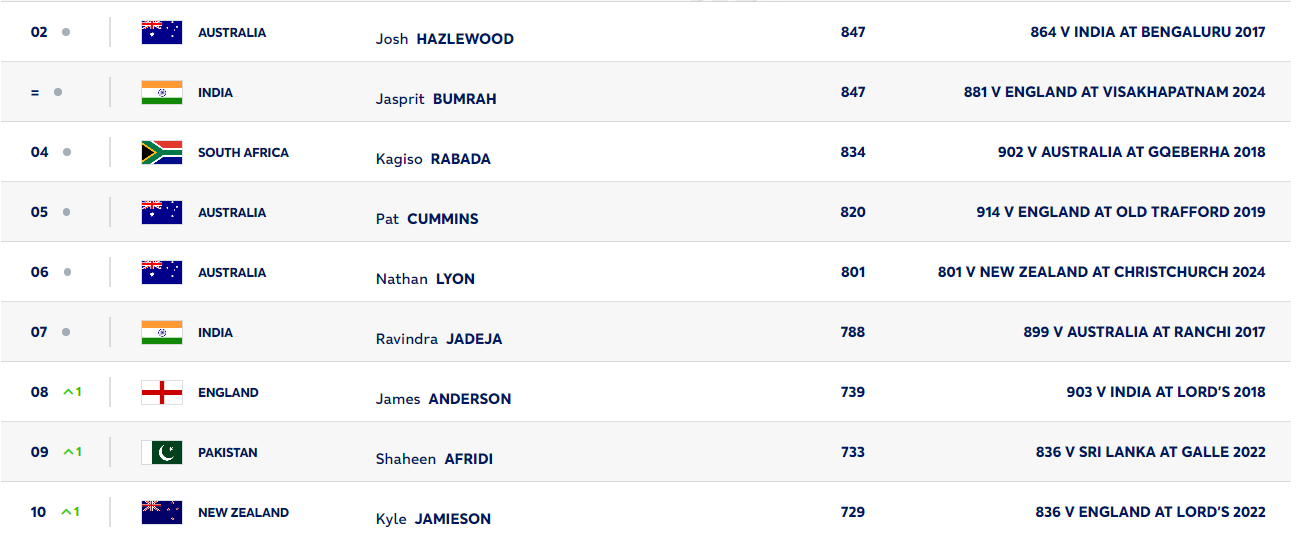 02 AUSTRALIA Josh HAZLEWOOD 847 864 V INDIA AT BENGALURU 2017
= INDIA Jasprit BUMRAH 847 881 V ENGLAND AT VISAKHAPATNAM 2024
04 SOUTH AFRICA Kagiso RABADA 834 902 V AUSTRALIA AT GQEBERHA 2018
05 AUSTRALIA Pat CUMMINS 820 914 V ENGLAND AT OLD TRAFFORD 2019
06 AUSTRALIA Nathan LYON 801 801 V NEW ZEALAND AT CHRISTCHURCH 2024
07 INDIA Ravindra JADEJA 788 899 V AUSTRALIA AT RANCHI 2017
08 1 ENGLAND James ANDERSON 739 903 V INDIA AT LORD'S 2018
09 1 PAKISTAN Shaheen AFRIDI 733 836 V SRI LANKA AT GALLE 2022
10 1 NEW ZEALAND Kyle JAMIESON 729 836 V ENGLAND AT LORD'S 2022